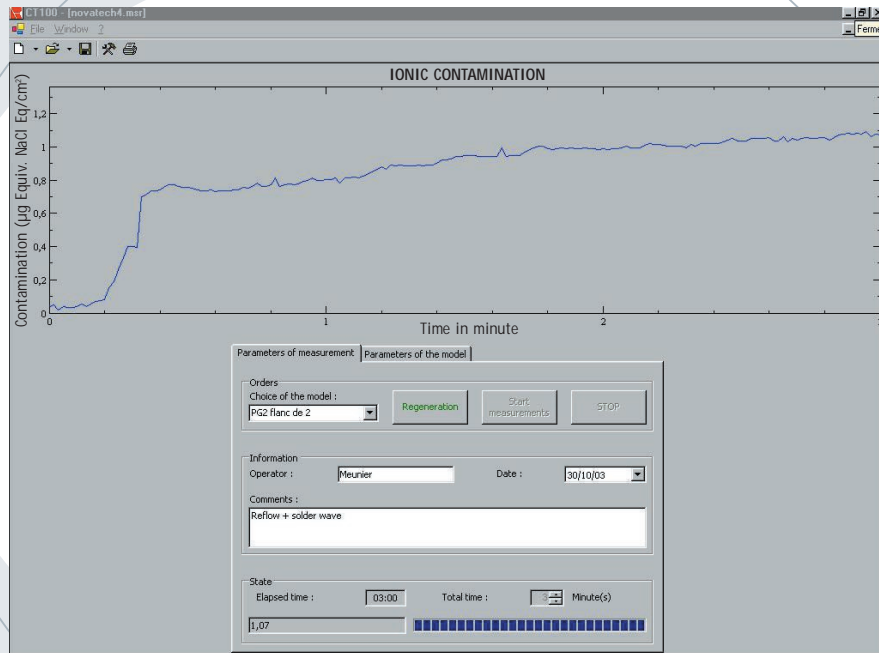 CT100 - [novatech4.msr]
File Window ?
Ferme
IONIC CONTAMINATION
Contamination (µg Equiv. NaCl Eq/cm²)
1,2
1
0,8
0,6
0,4
0,2
0
0 1 2
Time in minute
Parameters of measurement Parameters of the model
Orders
Choice of the model :
PG2 flanc de 2 Regeneration Start measurements STOP
Information
Operator : Meunier Date : 30/10/03
Comments :
Reflow + solder wave
State
Elapsed time : 03:00 Total time : 3 Minute(s)
1,07